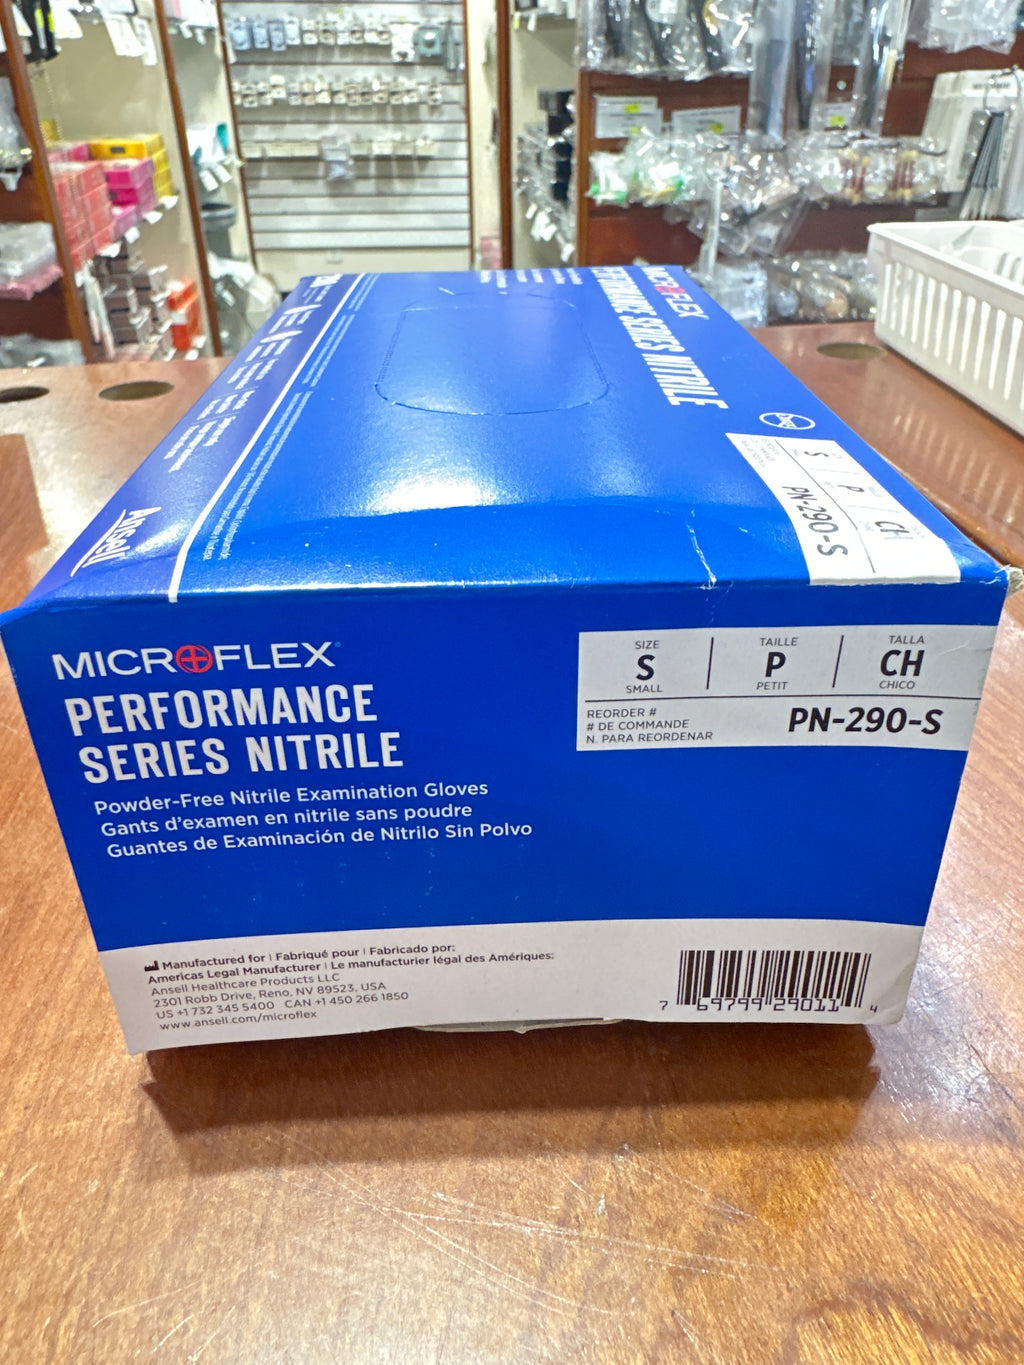 MICROFLEX
PERFORMANCE SERIES NITRILE
Ansell
S
P
CH
PN-290-S
MICROFLEX
PERFORMANCE
SERIES NITRILE
Powder-Free Nitrile Examination Gloves
Gants d'examen en nitrile sans poudre
Guantes de Examinación de Nitrilo Sin Polvo
SIZE
S
SMALL
TAILLE
P
PETIT
TALLA
CH
CHICO
REORDER #
# DE COMMANDE
N. PARA REORDENAR
PN-290-S
Manufactured for | Fabriqué pour | Fabricado por:
Americas Legal Manufacturer | Le manufacturier légal des Amériques:
Ansell Healthcare Products LLC
2301 Robb Drive, Reno, NV 89523, USA
US +1 732 345 5400 CAN +1 450 266 1850
www.ansell.com/microflex
7 69799 29011 4